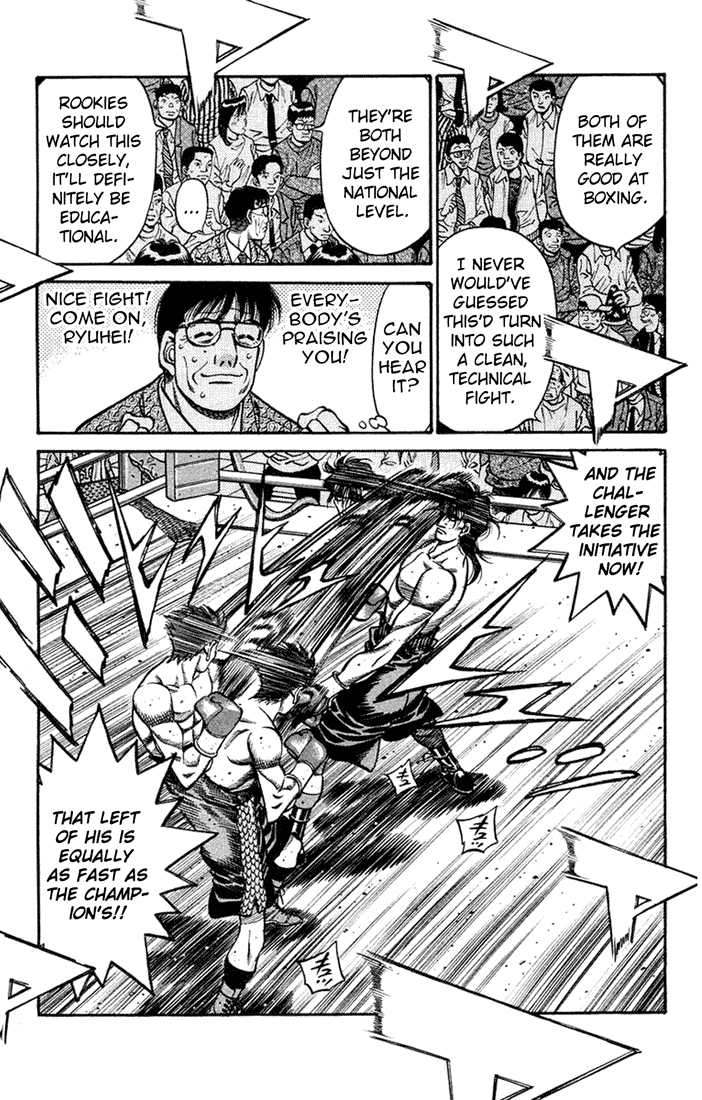 BOTH OF
THEM ARE
REALLY
GOOD AT
BOXING.
I NEVER
WOULD'VE
GUESSED
THIS'D TURN
INTO SUCH
A CLEAN,
TECHNICAL
FIGHT.
THEY'RE
BOTH
BEYOND
JUST THE
NATIONAL
LEVEL.
...
ROOKIES
SHOULD
WATCH THIS
CLOSELY,
IT'LL DEFI-
NITELY BE
EDUCA-
TIONAL.
CAN
YOU
HEAR
IT?
EVERY-
BODY'S
PRAISING
YOU!
NICE FIGHT!
COME ON,
RYUHEI!
AND THE
CHAL-
LENGER
TAKES THE
INITIATIVE
NOW!
THAT LEFT
OF HIS IS
EQUALLY
AS FAST AS
THE CHAMP-
ION'S!!